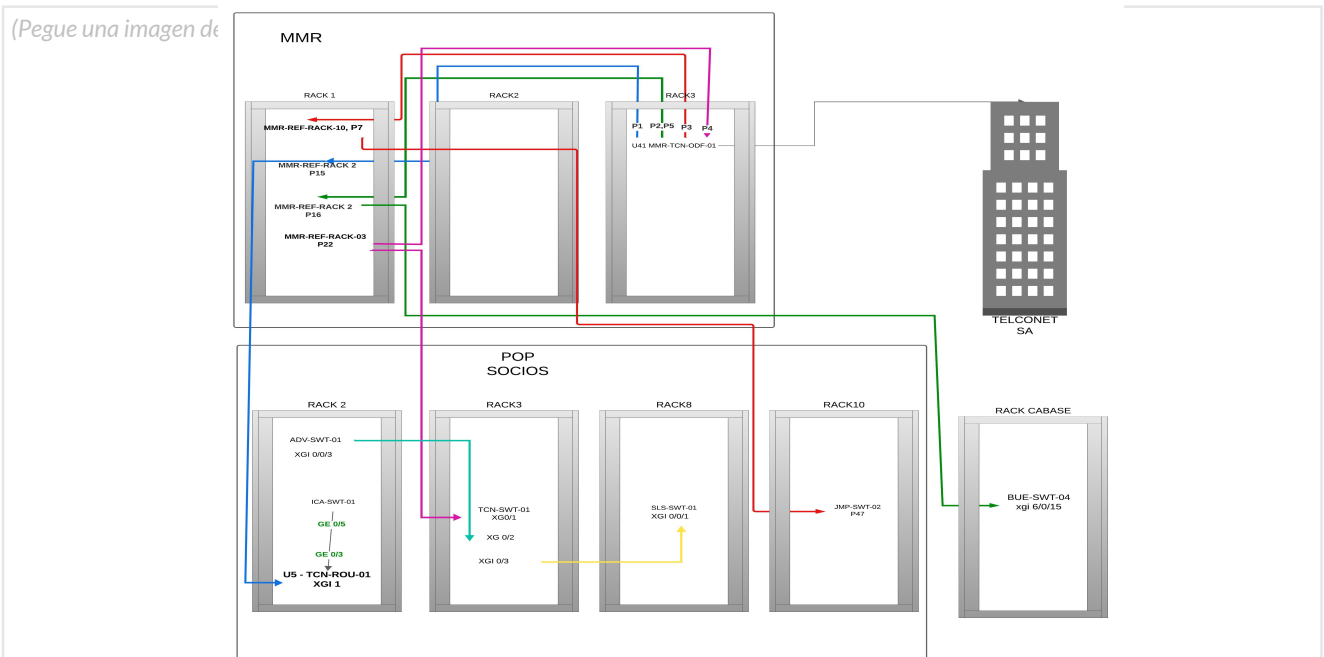 (Pegue una imagen de
MMR
RACK 1
RACK2
RACK3
MMR-REF-RACK-10, P7
P1
P2,P5
P3
P4
U41 MMR-TCN-ODF-01
MMR-REF-RACK 2
P15
MMR-REF-RACK 2
P16
MMR-REF-RACK-03
P22
TELCONET
SA
POP
SOCIOS
RACK 2
RACK3
RACK8
RACK10
RACK CABASE
ADV-SWT-01
XGI 0/0/3
ICA-SWT-01
GE 0/5
GE 0/3
U5 - TCN-ROU-01
XGI 1
TCN-SWT-01
XG0/1
XG 0/2
XGI 0/3
SLS-SWT-01
XGI 0/0/1
JMP-SWT-02
P47
BUE-SWT-04
xgi 6/0/15